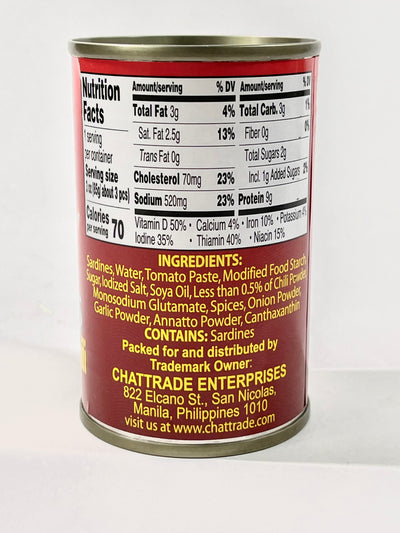 Nutrition
Facts
1 serving
per container
Serving size
3 oz (85g about 3 pcs)
Calories
per serving 70
Amount/serving % DV
Total Fat 3g 4%
Sat. Fat 2.5g 13%
Trans Fat 0g
Cholesterol 70mg 23%
Sodium 520mg 23%
Amount/serving % DV
Total Carb. 3g 1%
Fiber 0g 0%
Total Sugars 2g
Incl. 1g Added Sugars 2%
Protein 9g
Vitamin D 50% • Calcium 4% • Iron 10% • Potassium 4%
Iodine 35% • Thiamin 40% • Niacin 15%
INGREDIENTS:
Sardines, Water, Tomato Paste, Modified Food Starch,
Sugar, Iodized Salt, Soya Oil, Less than 0.5% of Chili Powder,
Monosodium Glutamate, Spices, Onion Powder,
Garlic Powder, Annatto Powder, Canthaxanthin
CONTAINS: Sardines
Packed for and distributed by
Trademark Owner:
CHATTRADE ENTERPRISES
822 Elcano St., San Nicolas,
Manila, Philippines 1010
visit us at www.chattrade.com